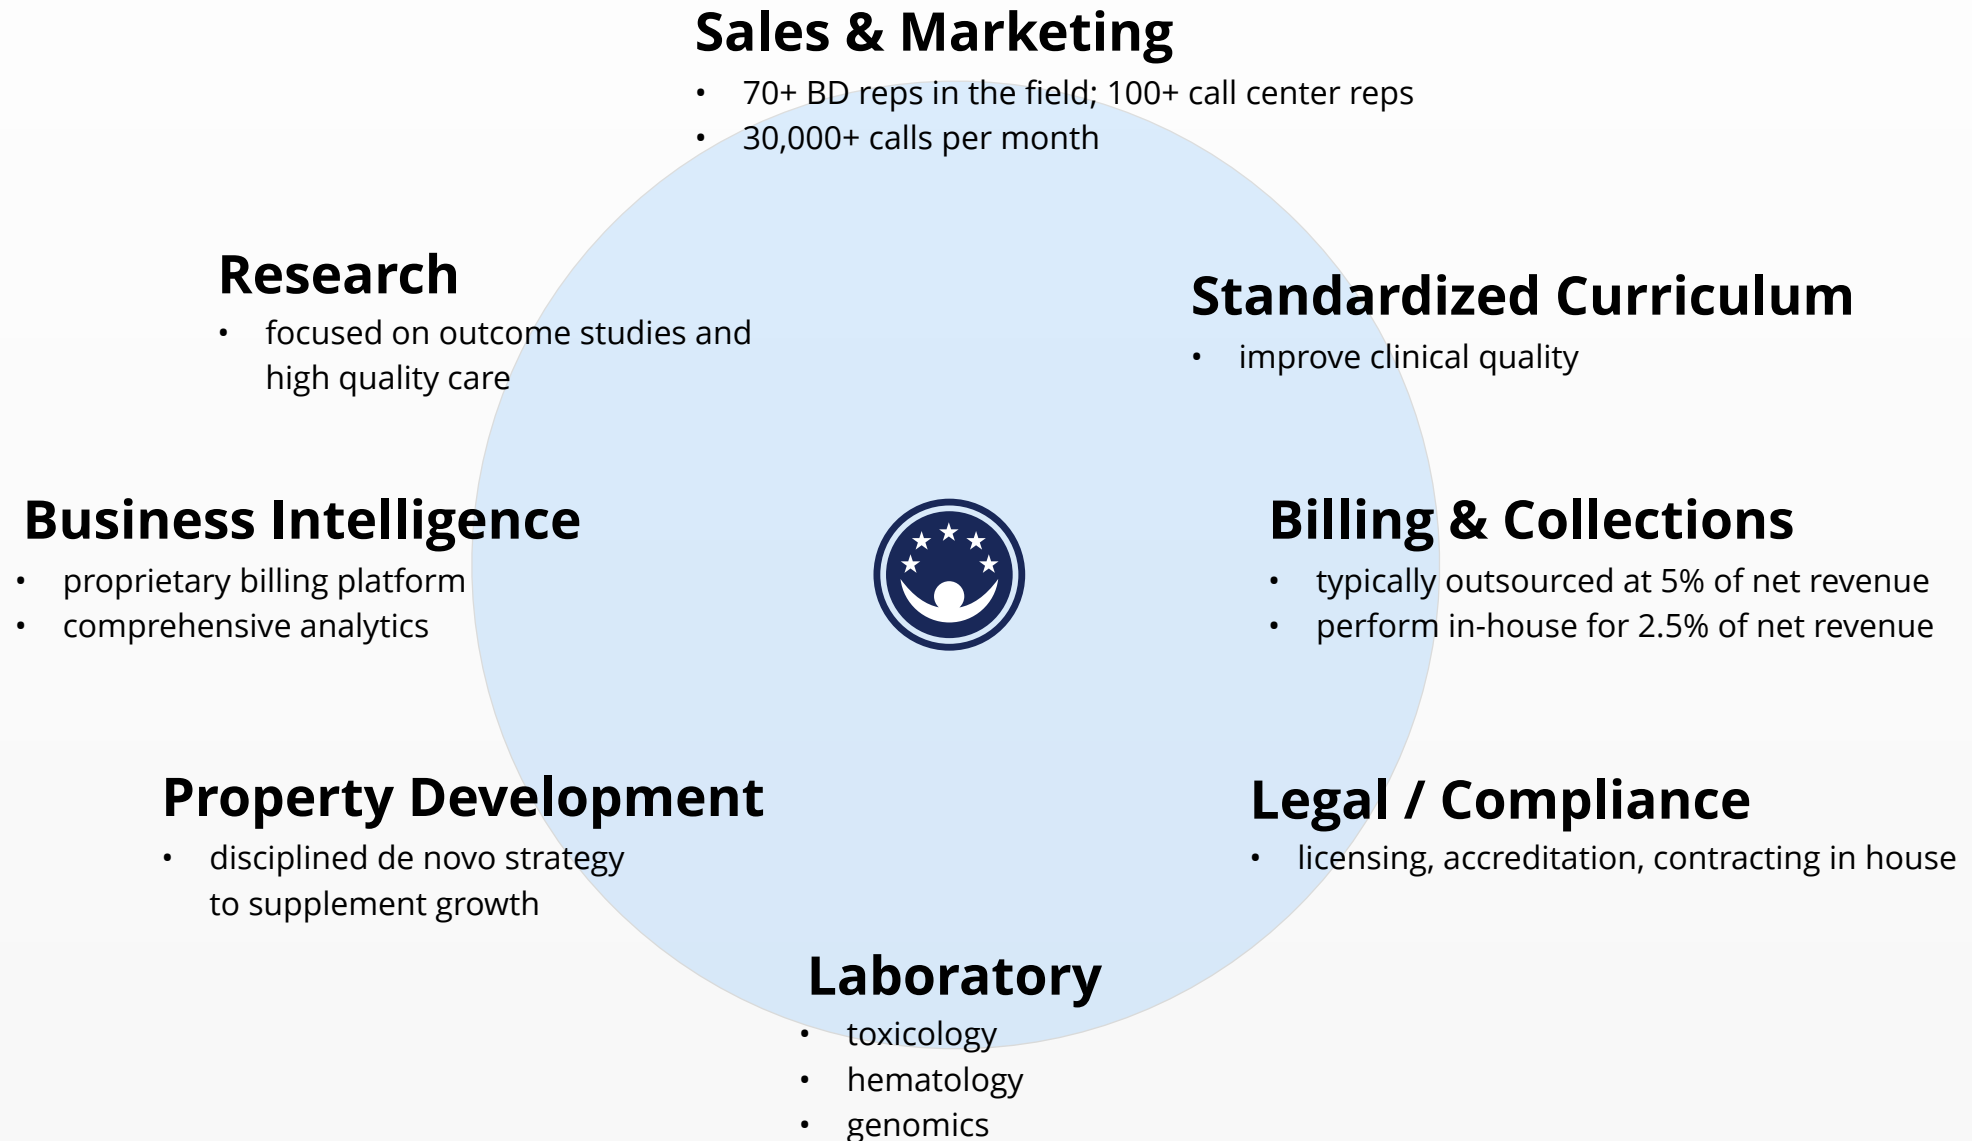 Sales & Marketing
• 70+ BD reps in the field; 100+ call center reps
• 30,000+ calls per month
Research
• focused on outcome studies and
high quality care
Standardized Curriculum
• improve clinical quality
Business Intelligence
• proprietary billing platform
• comprehensive analytics
Billing & Collections
• typically outsourced at 5% of net revenue
• perform in-house for 2.5% of net revenue
Property Development
• disciplined de novo strategy
to supplement growth
Legal / Compliance
• licensing, accreditation, contracting in house
Laboratory
• toxicology
• hematology
• genomics